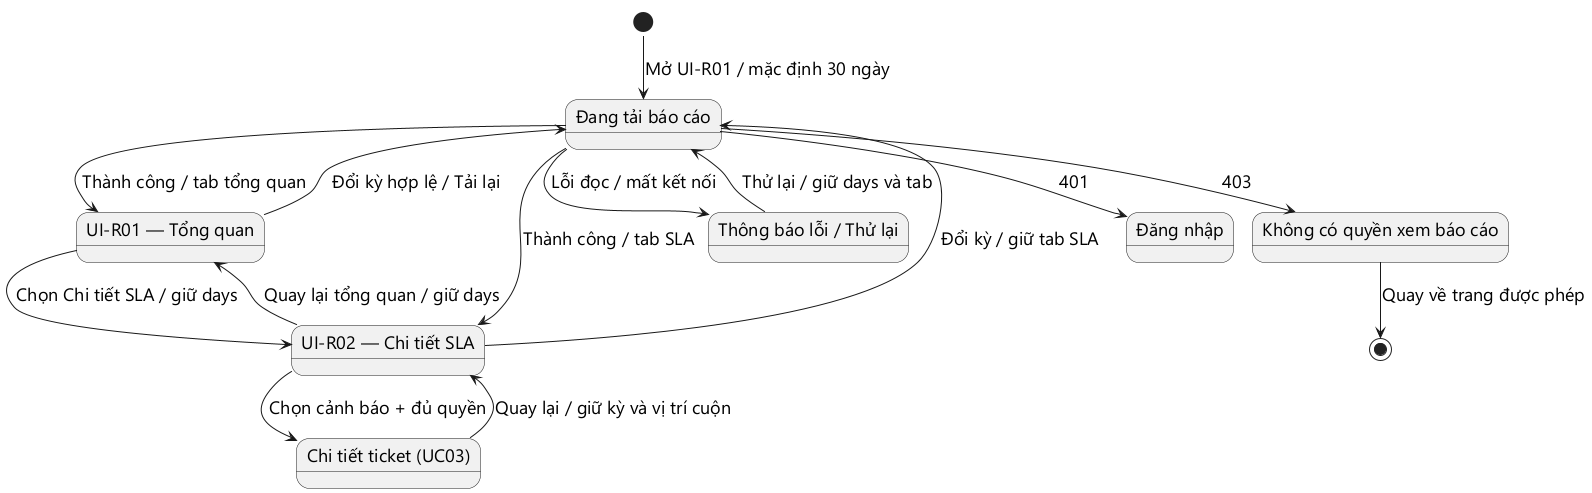 Mở UI-R01 / mặc định 30 ngày
Đang tải báo cáo
Thành công / tab tổng quan
Đổi kỳ hợp lệ / Tải lại
Lỗi đọc / mất kết nối
Thử lại / giữ days và tab
401
403
UI-R01 — Tổng quan
Thành công / tab SLA
Thông báo lỗi / Thử lại
Đổi kỳ / giữ tab SLA
Đăng nhập
Không có quyền xem báo cáo
Chọn Chi tiết SLA / giữ days
Quay lại tổng quan / giữ days
Quay về trang được phép
UI-R02 — Chi tiết SLA
Chọn cảnh báo + đủ quyền
Quay lại / giữ kỳ và vị trí cuộn
Chi tiết ticket (UC03)